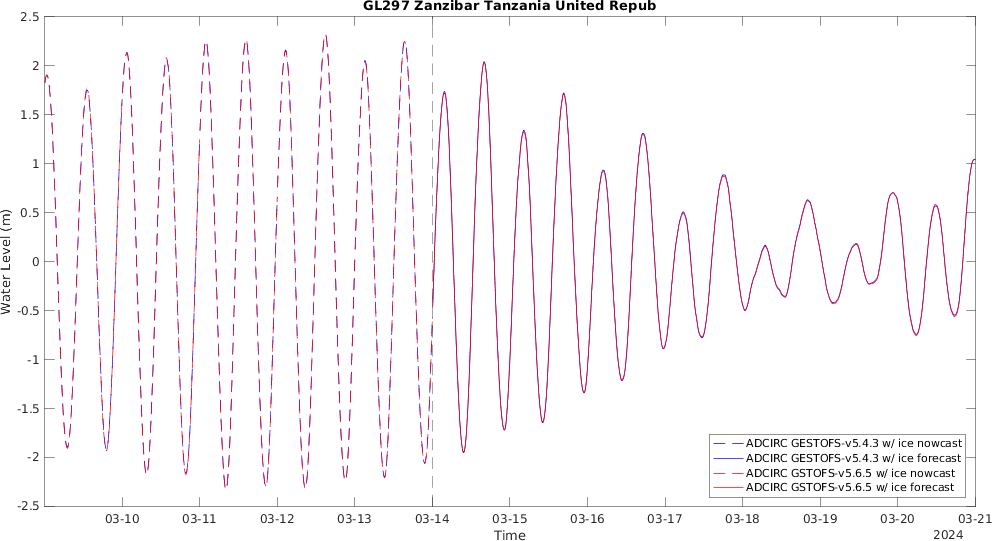 GL297 Zanzibar Tanzania United Repub
2.5
2
1.5
1
0.5
0
-0.5
-1
-1.5
-2
-2.5
Water Level (m)
ADCIRC GESTOFS-v5.4.3 w/ ice nowcast
ADCIRC GESTOFS-v5.4.3 w/ ice forecast
ADCIRC GSTOFS-v5.6.5 w/ ice nowcast
ADCIRC GSTOFS-v5.6.5 w/ ice forecast
03-10 03-11 03-12 03-13 03-14 03-15 03-16 03-17 03-18 03-19 03-20 03-21
Time
2024